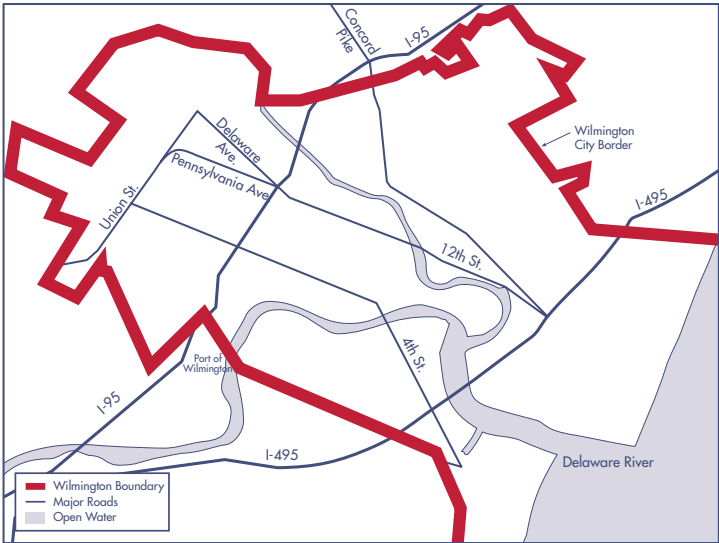 Concord
Pike
I-95
Delaware
Ave.
Wilmington
City Border
Pennsylvania Ave
Union St.
I-495
12th St.
4th St.
Port of
Wilmington
I-95
I-495
Delaware River
Wilmington Boundary
Major Roads
Open Water